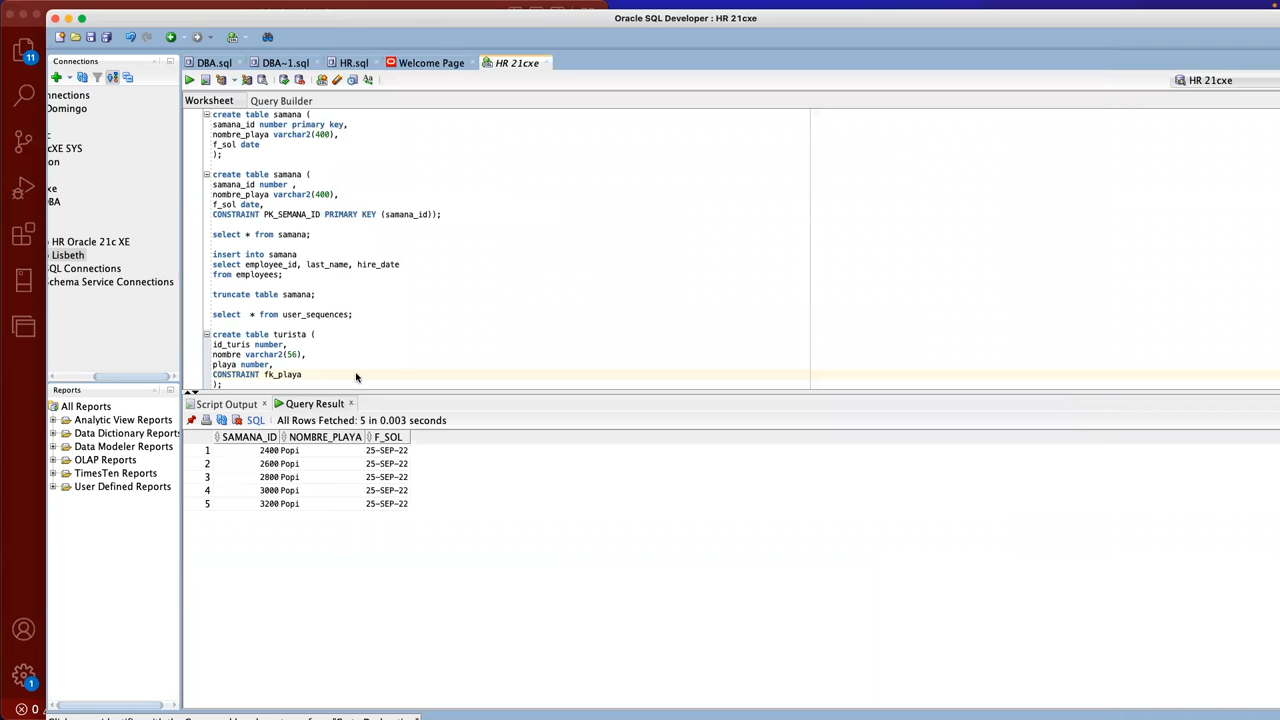 Oracle SQL Developer : HR 21cxe
11
Connections
DBA.sql
DBA~1.sql
HR.sql
Welcome Page
HR 21cxe
HR 21cxe
nnections
Domingo
cXE SYS
on
xe
DBA
HR Oracle 21c XE
Lisbeth
SQL Connections
Schema Service Connections
Worksheet
Query Builder
create table samana (
samana_id number primary key,
nombre_playa varchar2(400),
f_sol date
);
create table samana (
samana_id number ,
nombre_playa varchar2(400),
f_sol date,
CONSTRAINT PK_SEMANA_ID PRIMARY KEY (samana_id));
select * from samana;
insert into samana
select employee_id, last_name, hire_date
from employees;
truncate table samana;
select * from user_sequences;
create table turista (
id_turis number,
nombre varchar2(56),
playa number,
CONSTRAINT fk_playa
);
Reports
All Reports
Analytic View Reports
Data Dictionary Reports
Data Modeler Reports
OLAP Reports
TimesTen Reports
User Defined Reports
Script Output
Query Result
SQL
All Rows Fetched: 5 in 0.003 seconds
SAMANA_ID NOMBRE_PLAYA F_SOL
1 2400 Popi 25-SEP-22
2 2600 Popi 25-SEP-22
3 2800 Popi 25-SEP-22
4 3000 Popi 25-SEP-22
5 3200 Popi 25-SEP-22
1
0